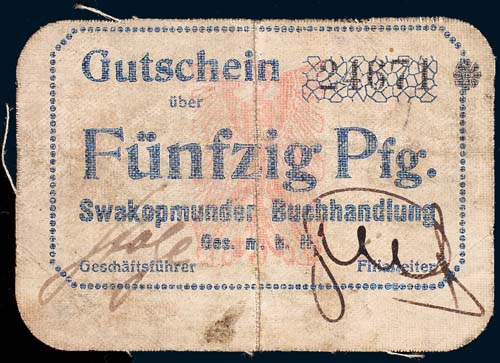 Gutschein 24671
über
Fünfzig Pfg.
Swakopmunder Buchhandlung
Ges. m. b. H.
Geschäftsführer Filialleiter